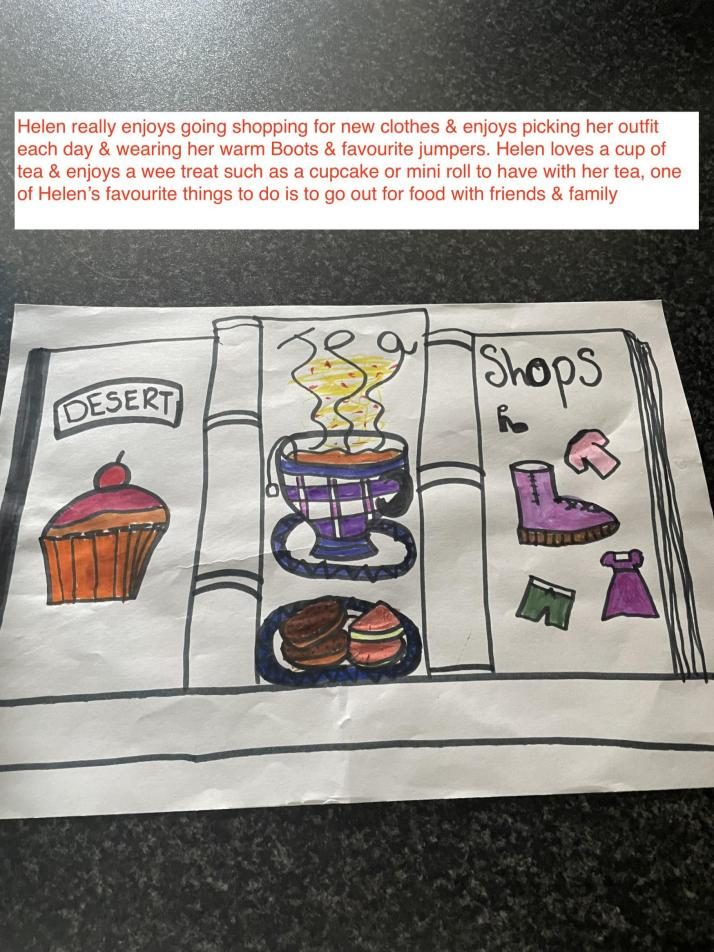 Helen really enjoys going shopping for new clothes & enjoys picking her outfit
each day & wearing her warm Boots & favourite jumpers. Helen loves a cup of
tea & enjoys a wee treat such as a cupcake or mini roll to have with her tea, one
of Helen’s favourite things to do is to go out for food with friends & family
DESERT
Tea
Shops